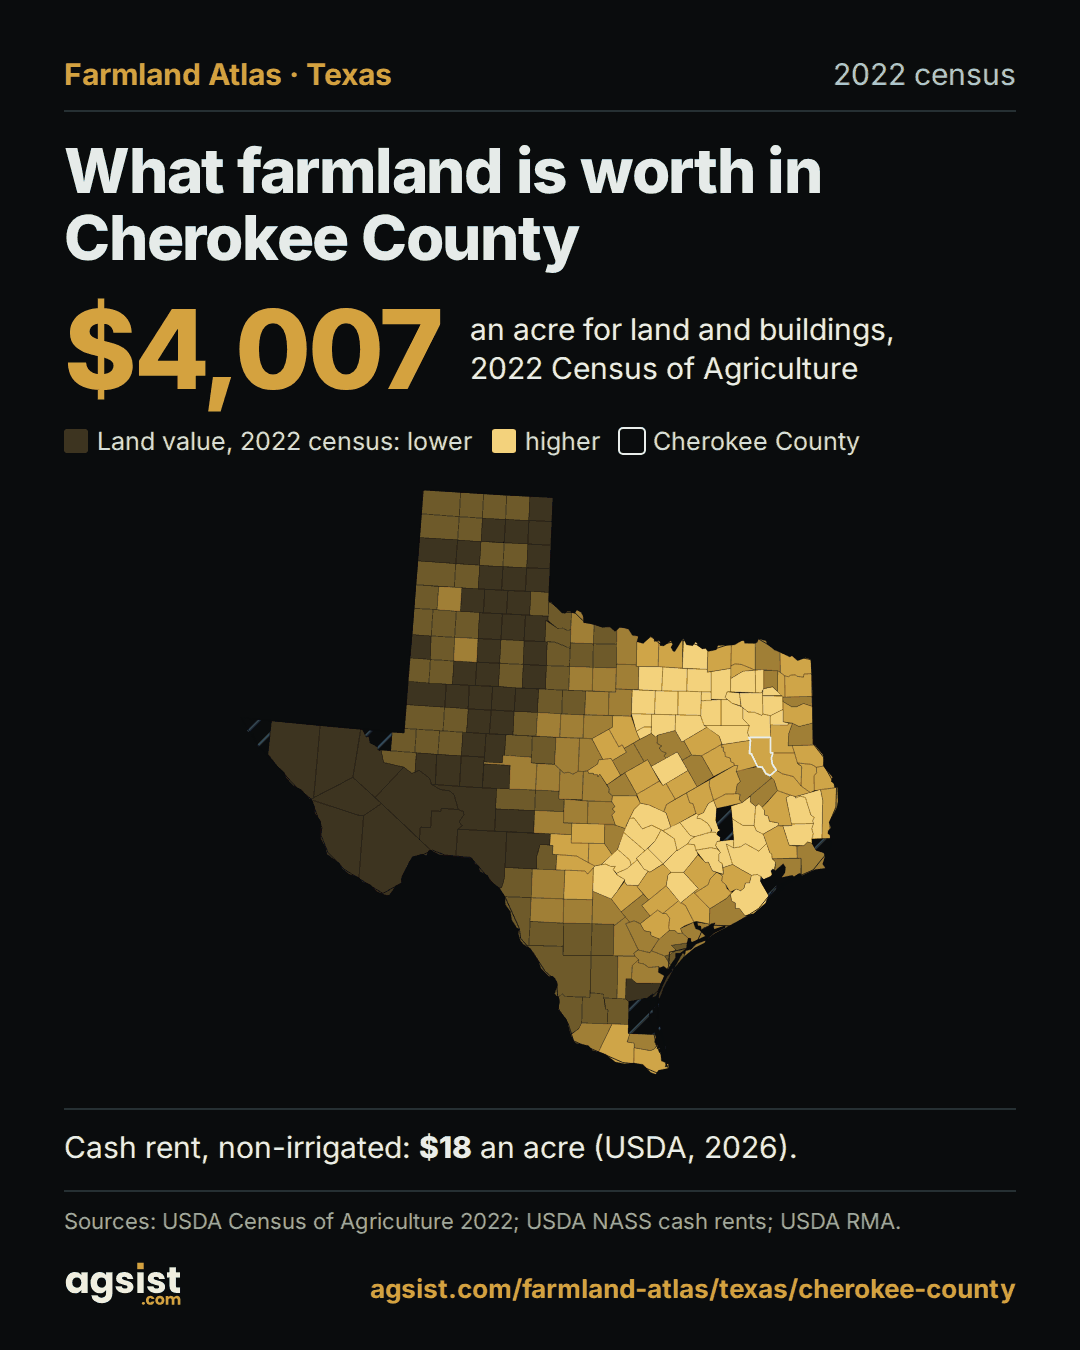 Farmland Atlas · Texas
2022 census
What farmland is worth in
Cherokee County
$4,007
an acre for land and buildings,
2022 Census of Agriculture
Land value, 2022 census: lower
higher
Cherokee County
Cash rent, non-irrigated: $18 an acre (USDA, 2026).
Sources: USDA Census of Agriculture 2022; USDA NASS cash rents; USDA RMA.
agsist
.com
agsist.com/farmland-atlas/texas/cherokee-county